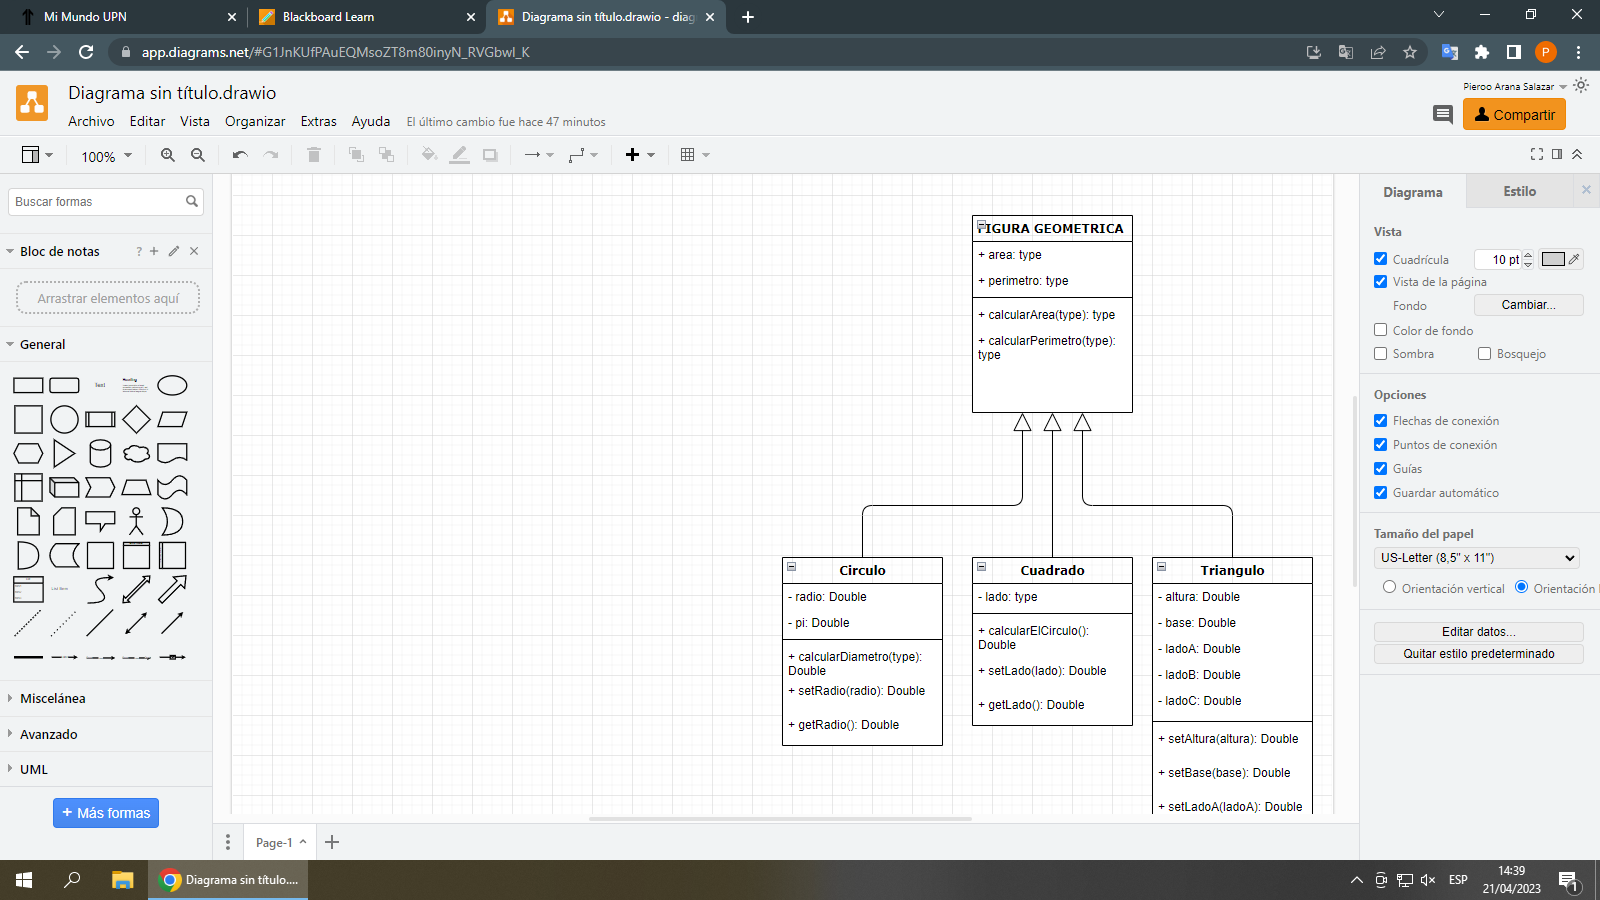 Mi Mundo UPN
Blackboard Learn
Diagrama sin título.drawio - diag
app.diagrams.net/#G1JnKUfPAuEQMsoZT8m80inyN_RVGbwl_K
P
Diagrama sin título.drawio
Pieroo Arana Salazar
Archivo Editar Vista Organizar Extras Ayuda El último cambio fue hace 47 minutos
Compartir
100%
Buscar formas
Bloc de notas ?
Arrastrar elementos aquí
General
Text
Heading
Miscelánea
Avanzado
UML
+ Más formas
FIGURA GEOMETRICA
+ area: type
+ perimetro: type
+ calcularArea(type): type
+ calcularPerimetro(type):
type
Circulo
- radio: Double
- pi: Double
+ calcularDiametro(type):
Double
+ setRadio(radio): Double
+ getRadio(): Double
Cuadrado
- lado: type
+ calcularElCirculo():
Double
+ setLado(lado): Double
+ getLado(): Double
Triangulo
- altura: Double
- base: Double
- ladoA: Double
- ladoB: Double
- ladoC: Double
+ setAltura(altura): Double
+ setBase(base): Double
+ setLadoA(ladoA): Double
Diagrama Estilo
Vista
Cuadrícula 10 pt
Vista de la página
Fondo Cambiar...
Color de fondo
Sombra Bosquejo
Opciones
Flechas de conexión
Puntos de conexión
Guías
Guardar automático
Tamaño del papel
US-Letter (8,5" x 11")
Orientación vertical Orientación
Editar datos...
Quitar estilo predeterminado
Page-1
Diagrama sin título....
ESP
14:39
21/04/2023
1